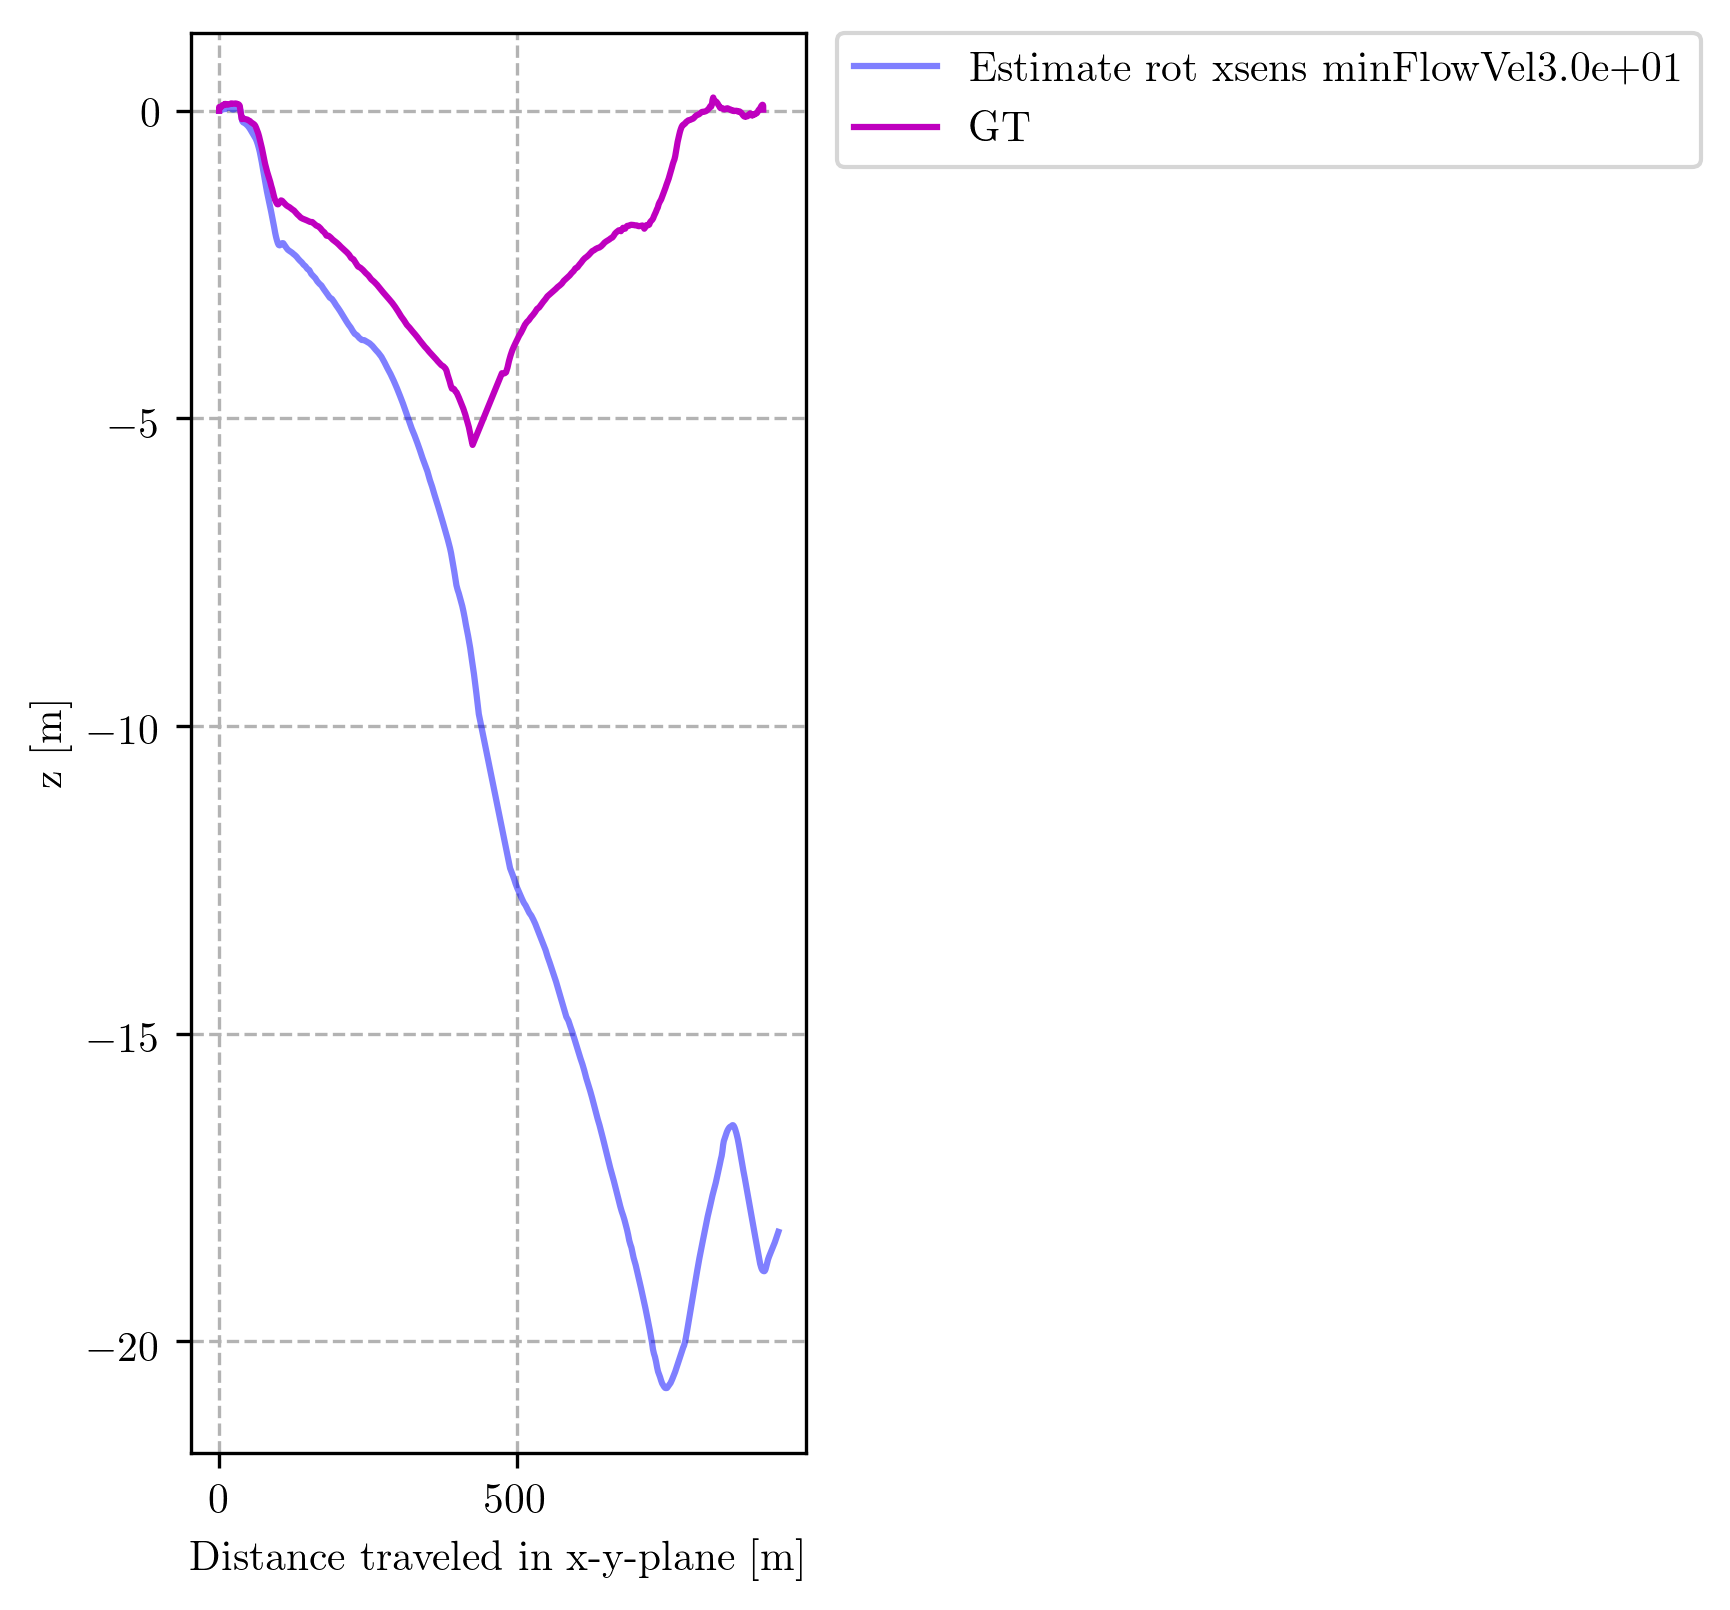 Estimate rot xsens minFlowVel3.0e+01
GT
0
−5
−10
−15
−20
z [m]
0 500
Distance traveled in x-y-plane [m]